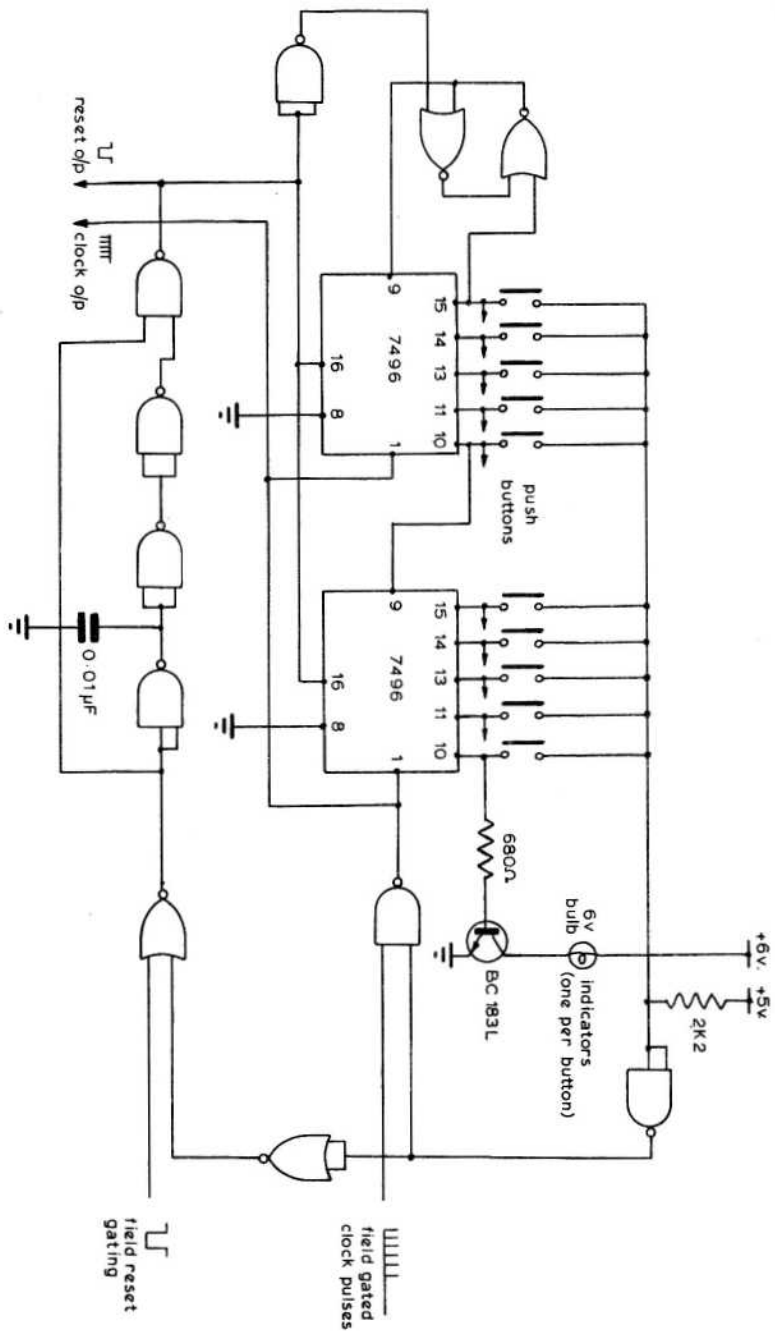 +6v.
+5v
2K2
indicators
(one per button)
6v
bulb
push
buttons
BC 183L
680Ω
15
14
13
11
10
15
14
13
11
10
7496
7496
9
16
8
1
9
16
8
1
field gated
clock pulses
clock o/p
reset o/p
0.01µF
field reset
gating